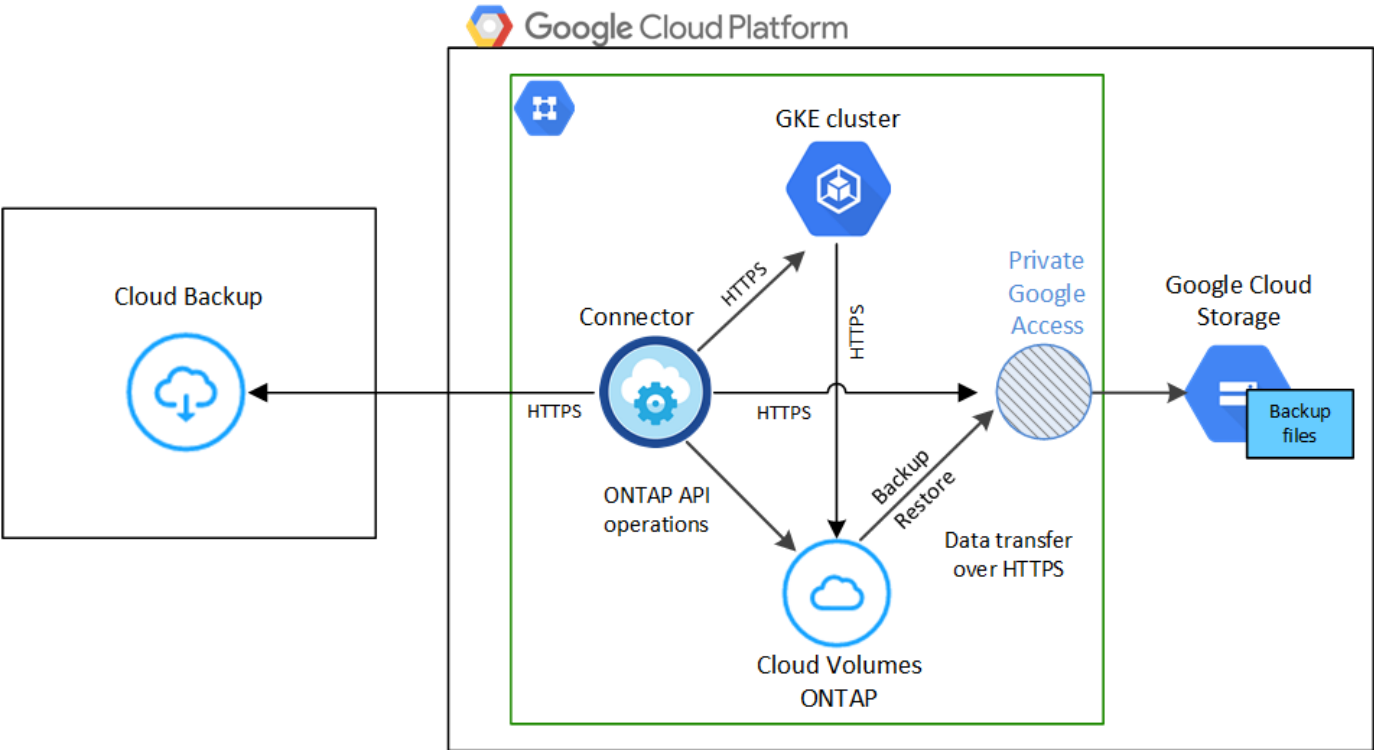 Google Cloud Platform
GKE cluster
Private
Google
Access
Google Cloud
Storage
Cloud Backup
Connector
HTTPS
HTTPS
HTTPS
HTTPS
Backup
files
Backup
Restore
ONTAP API
operations
Data transfer
over HTTPS
Cloud Volumes
ONTAP